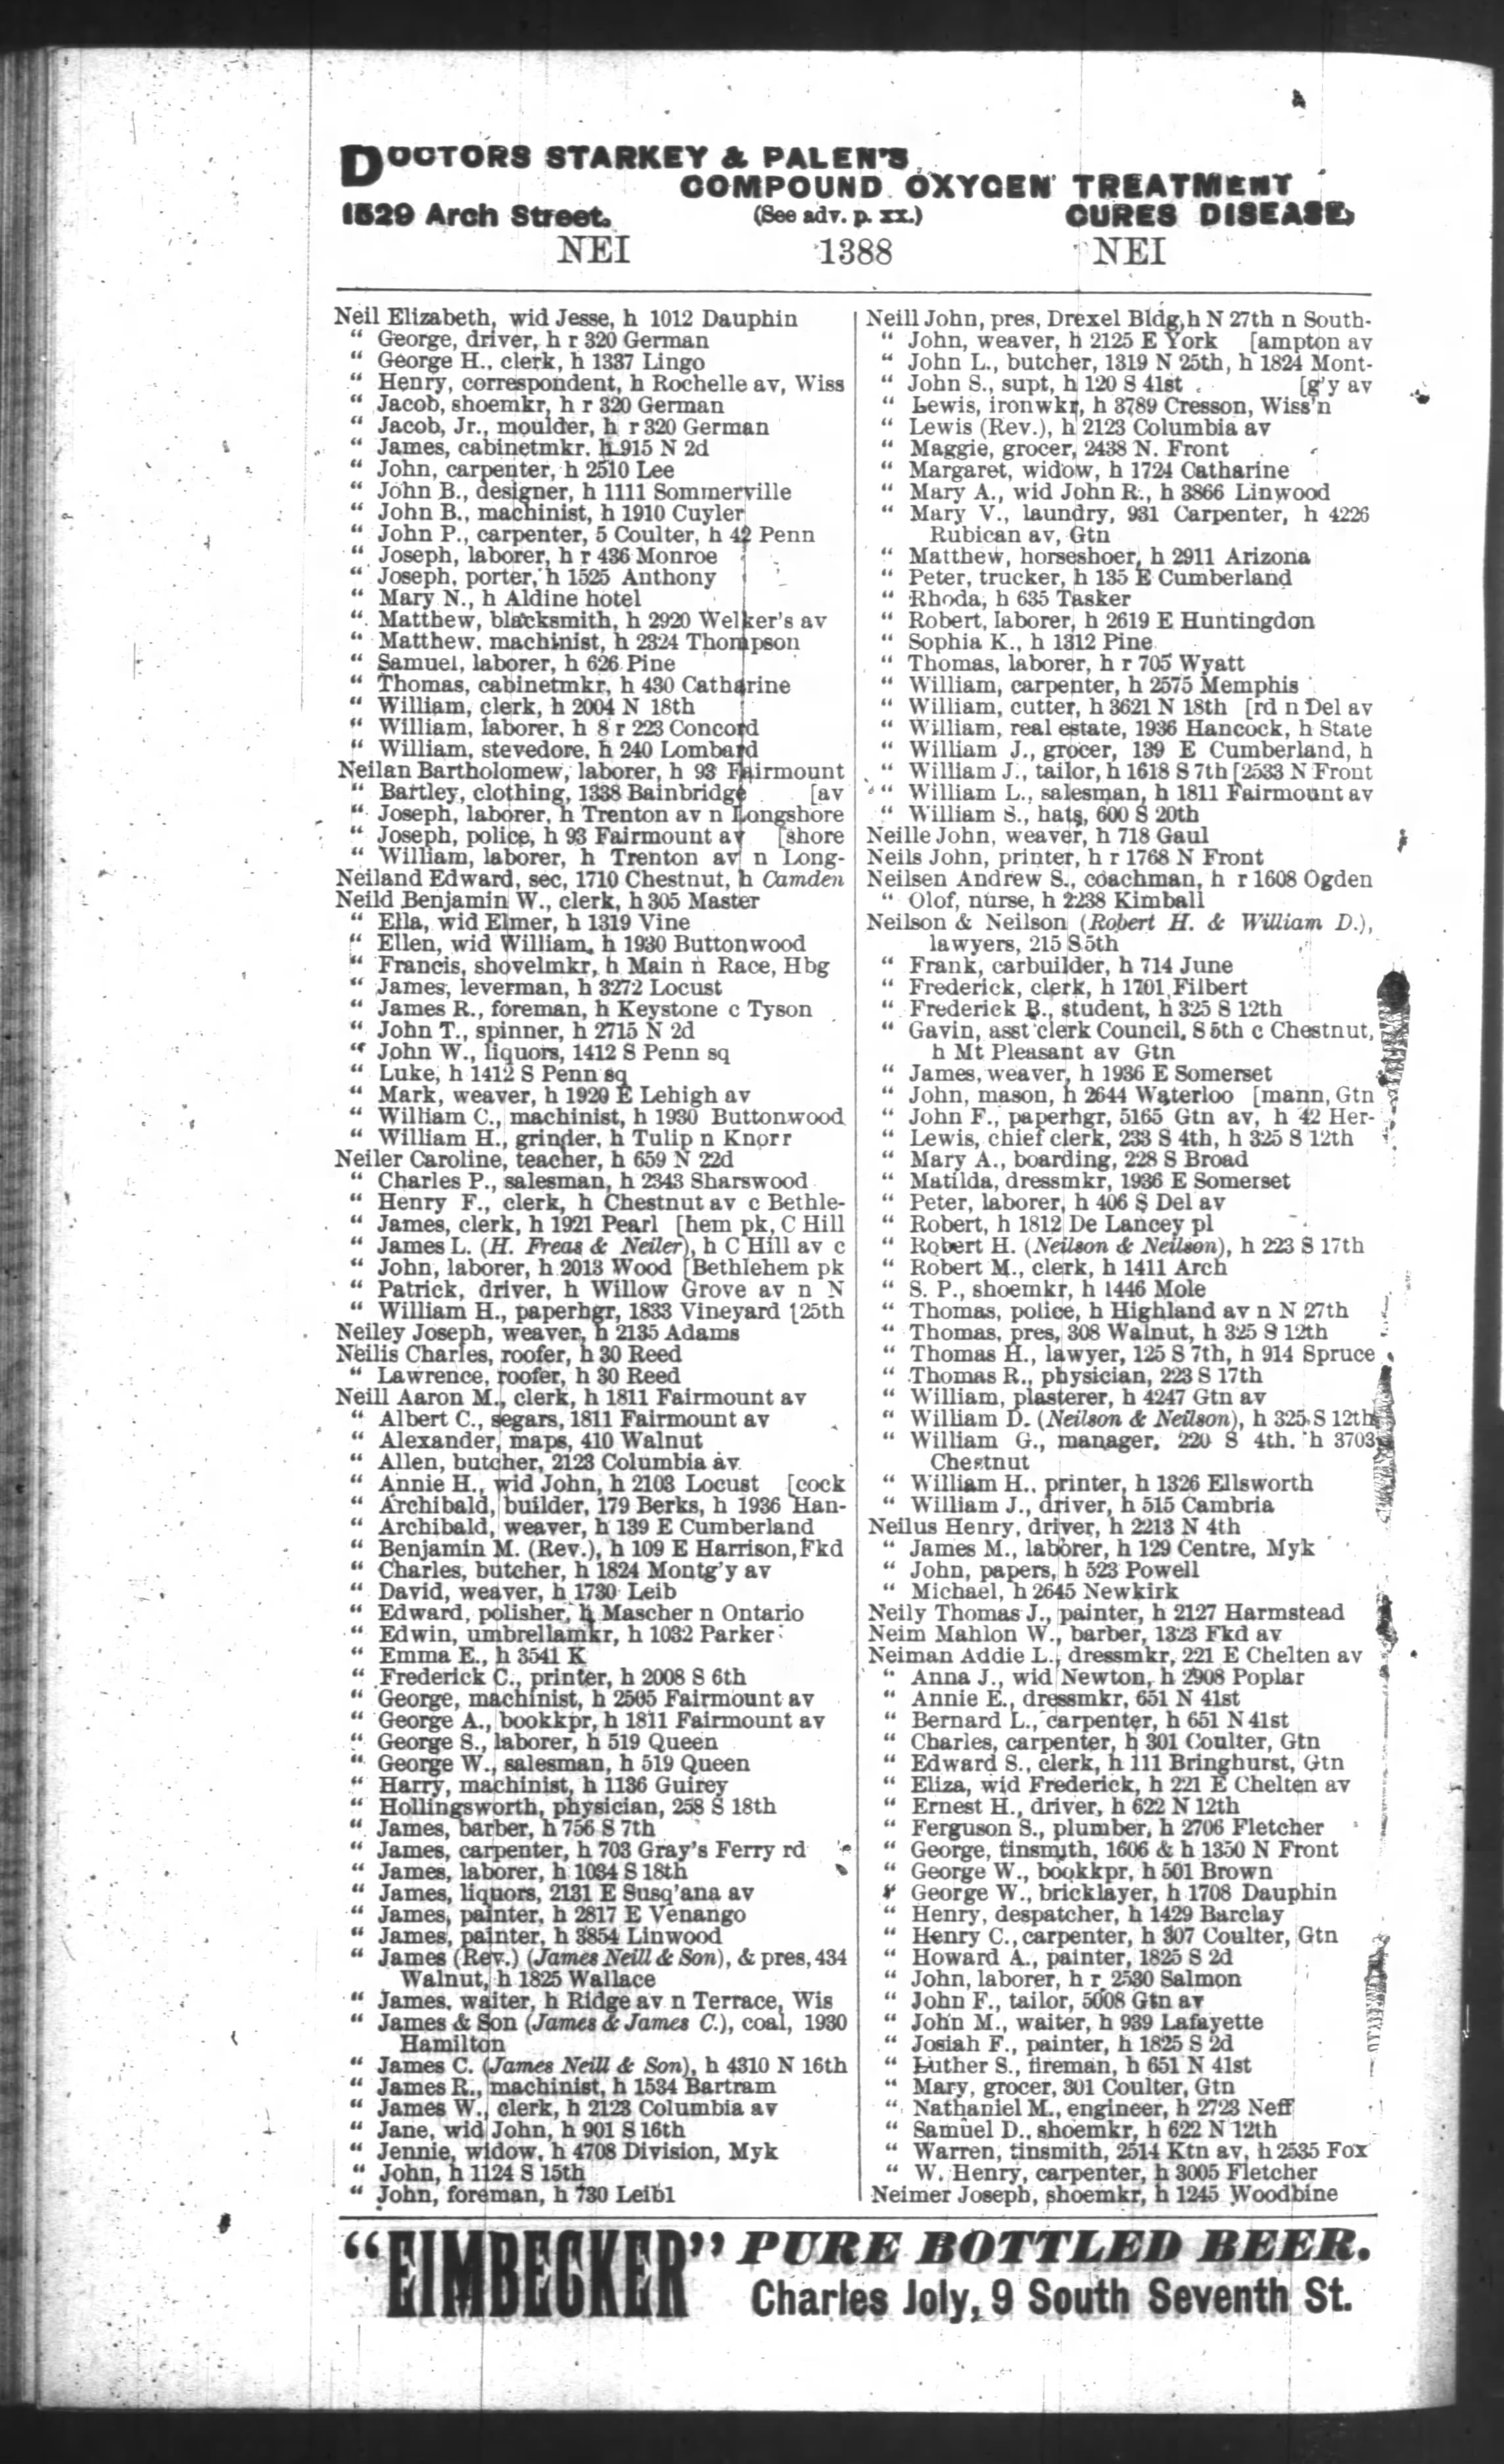 DOCTORS STARKEY & PALEN'S
COMPOUND OXYGEN TREATMENT
1529 Arch Street. (See adv. p. xx.) CURES DISEASE
NEI 1388 NEI
Neil Elizabeth, wid Jesse, h 1012 Dauphin
“ George, driver, h r 320 German
“ George H., clerk, h 1337 Lingo
“ Henry, correspondent, h Rochelle av, Wiss
“ Jacob, shoemkr, h r 320 German
“ Jacob, Jr., moulder, h r 320 German
“ James, cabinetmkr, h 915 N 2d
“ John, carpenter, h 2510 Lee
“ John B., designer, h 1111 Sommerville
“ John B., machinist, h 1910 Cuyler
“ John P., carpenter, 5 Coulter, h 42 Penn
“ Joseph, laborer, h r 436 Monroe
“ Joseph, porter, h 1525 Anthony
“ Mary N., h Aldine hotel
“ Matthew, blacksmith, h 2920 Welker's av
“ Matthew, machinist, h 2324 Thompson
“ Samuel, laborer, h 626 Pine
“ Thomas, cabinetmkr, h 430 Catharine
“ William, clerk, h 2004 N 18th
“ William, laborer, h 8 r 223 Concord
“ William, stevedore, h 240 Lombard
Neilan Bartholomew, laborer, h 93 Fairmount
“ Bartley, clothing, 1338 Bainbridge [av
“ Joseph, laborer, h Trenton av n Longshore
“ Joseph, police, h 93 Fairmount av [shore
“ William, laborer, h Trenton av n Long-
Neiland Edward, sec, 1710 Chestnut, h Camden
Neild Benjamin W., clerk, h 305 Master
“ Ella, wid Elmer, h 1319 Vine
“ Ellen, wid William, h 1930 Buttonwood
“ Francis, shovelmkr, h Main n Race, Hbg
“ James, leverman, h 3272 Locust
“ James R., foreman, h Keystone c Tyson
“ John T., spinner, h 2715 N 2d
“ John W., liquors, 1412 S Penn sq
“ Luke, h 1412 S Penn sq
“ Mark, weaver, h 1920 E Lehigh av
“ William C., machinist, h 1930 Buttonwood
“ William H., grinder, h Tulip n Knorr
Neiler Caroline, teacher, h 659 N 22d
“ Charles P., salesman, h 2343 Sharswood
“ Henry F., clerk, h Chestnut av c Bethle-
“ James, clerk, h 1921 Pearl [hem pk, C Hill
“ James L. (H. Freas & Neiler), h C Hill av c
“ John, laborer, h 2013 Wood [Bethlehem pk
“ Patrick, driver, h Willow Grove av n N
“ William H., paperhgr, 1833 Vineyard [25th
Neiley Joseph, weaver, h 2135 Adams
Neilis Charles, roofer, h 30 Reed
“ Lawrence, roofer, h 30 Reed
Neill Aaron M., clerk, h 1811 Fairmount av
“ Albert C., segars, 1811 Fairmount av
“ Alexander, maps, 410 Walnut
“ Allen, butcher, 2123 Columbia av
“ Annie H., wid John, h 2103 Locust [cock
“ Archibald, builder, 179 Berks, h 1936 Han-
“ Archibald, weaver, h 139 E Cumberland
“ Benjamin M. (Rev.), h 109 E Harrison, Fkd
“ Charles, butcher, h 1824 Montg'y av
“ David, weaver, h 1730 Leib
“ Edward, polisher, h Mascher n Ontario
“ Edwin, umbrellamkr, h 1032 Parker
“ Emma E., h 3541 K
“ Frederick C., printer, h 2008 S 6th
“ George, machinist, h 2505 Fairmount av
“ George A., bookkpr, h 1811 Fairmount av
“ George S., laborer, h 519 Queen
“ George W., salesman, h 519 Queen
“ Harry, machinist, h 1136 Guirey
“ Hollingsworth, physician, 258 S 18th
“ James, barber, h 756 S 7th
“ James, carpenter, h 703 Gray's Ferry rd
“ James, laborer, h 1034 S 18th
“ James, liquors, 2131 E Susq'ana av
“ James, painter, h 2817 E Venango
“ James, painter, h 3854 Linwood
“ James (Rev.) (James Neill & Son), & pres, 434
Walnut, h 1825 Wallace
“ James, waiter, h Ridge av n Terrace, Wis
“ James & Son (James & James C.), coal, 1930
Hamilton
“ James C. (James Neill & Son), h 4310 N 16th
“ James R., machinist, h 1534 Bartram
“ James W., clerk, h 2123 Columbia av
“ Jane, wid John, h 901 S 16th
“ Jennie, widow, h 4708 Division, Myk
“ John, h 1124 S 15th
“ John, foreman, h 730 Leib1
Neill John, pres, Drexel Bldg, h N 27th n South-
“ John, weaver, h 2125 E York [ampton av
“ John L., butcher, 1319 N 25th, h 1824 Mont-
“ John S., supt, h 120 S 41st [g'y av
“ Lewis, ironwkr, h 3789 Cresson, Wiss'n
“ Lewis (Rev.), h 2123 Columbia av
“ Maggie, grocer, 2438 N. Front
“ Margaret, widow, h 1724 Catharine
“ Mary A., wid John R., h 3866 Linwood
“ Mary V., laundry, 931 Carpenter, h 4226
Rubican av, Gtn
“ Matthew, horseshoer, h 2911 Arizona
“ Peter, trucker, h 135 E Cumberland
“ Rhoda, h 635 Tasker
“ Robert, laborer, h 2619 E Huntingdon
“ Sophia K., h 1312 Pine
“ Thomas, laborer, h r 705 Wyatt
“ William, carpenter, h 2575 Memphis
“ William, cutter, h 3621 N 18th [rd n Del av
“ William, real estate, 1936 Hancock, h State
“ William J., grocer, 139 E Cumberland, h
“ William J., tailor, h 1618 S 7th [2533 N Front
“ William L., salesman, h 1811 Fairmount av
“ William S., hats, 600 S 20th
Neille John, weaver, h 718 Gaul
Neils John, printer, h r 1768 N Front
Neilsen Andrew S., coachman, h r 1608 Ogden
“ Olof, nurse, h 2238 Kimball
Neilson & Neilson (Robert H. & William D.),
lawyers, 215 S 5th
“ Frank, carbuilder, h 714 June
“ Frederick, clerk, h 1701 Filbert
“ Frederick B., student, h 325 S 12th
“ Gavin, asst clerk Council, S 5th c Chestnut,
h Mt Pleasant av Gtn
“ James, weaver, h 1936 E Somerset
“ John, mason, h 2644 Waterloo [mann, Gtn
“ John F., paperhgr, 5165 Gtn av, h 42 Her-
“ Lewis, chief clerk, 233 S 4th, h 325 S 12th
“ Mary A., boarding, 228 S Broad
“ Matilda, dressmkr, 1936 E Somerset
“ Peter, laborer, h 406 S Del av
“ Robert, h 1812 De Lancey pl
“ Robert H. (Neilson & Neilson), h 223 S 17th
“ Robert M., clerk, h 1411 Arch
“ S. P., shoemkr, h 1446 Mole
“ Thomas, police, h Highland av n N 27th
“ Thomas, pres, 308 Walnut, h 325 S 12th
“ Thomas H., lawyer, 125 S 7th, h 914 Spruce
“ Thomas R., physician, 223 S 17th
“ William, plasterer, h 4247 Gtn av
“ William D. (Neilson & Neilson), h 325 S 12th
“ William G., manager, 220 S 4th, h 3703
Chestnut
“ William H., printer, h 1326 Ellsworth
“ William J., driver, h 515 Cambria
Neilus Henry, driver, h 2213 N 4th
“ James M., laborer, h 129 Centre, Myk
“ John, papers, h 523 Powell
“ Michael, h 2645 Newkirk
Neily Thomas J., painter, h 2127 Harmstead
Neim Mahlon W., barber, 1323 Fkd av
Neiman Addie L., dressmkr, 221 E Chelten av
“ Anna J., wid Newton, h 2908 Poplar
“ Annie E., dressmkr, 651 N 41st
“ Bernard L., carpenter, h 651 N 41st
“ Charles, carpenter, h 301 Coulter, Gtn
“ Edward S., clerk, h 111 Bringhurst, Gtn
“ Eliza, wid Frederick, h 221 E Chelten av
“ Ernest H., driver, h 622 N 12th
“ Ferguson S., plumber, h 2706 Fletcher
“ George, tinsmith, 1606 & h 1350 N Front
“ George W., bookkpr, h 501 Brown
“ George W., bricklayer, h 1708 Dauphin
“ Henry, despatcher, h 1429 Barclay
“ Henry C., carpenter, h 307 Coulter, Gtn
“ Howard A., painter, 1825 S 2d
“ John, laborer, h r 2530 Salmon
“ John F., tailor, 5008 Gtn av
“ John M., waiter, h 939 Lafayette
“ Josiah F., painter, h 1825 S 2d
“ Luther S., fireman, h 651 N 41st
“ Mary, grocer, 301 Coulter, Gtn
“ Nathaniel M., engineer, h 2723 Neff
“ Samuel D., shoemkr, h 622 N 12th
“ Warren, tinsmith, 2514 Ktn av, h 2535 Fox
“ W. Henry, carpenter, h 3005 Fletcher
Neimer Joseph, shoemkr, h 1245 Woodbine
“EIMBECKER” PURE BOTTLED BEER.
Charles Joly, 9 South Seventh St.